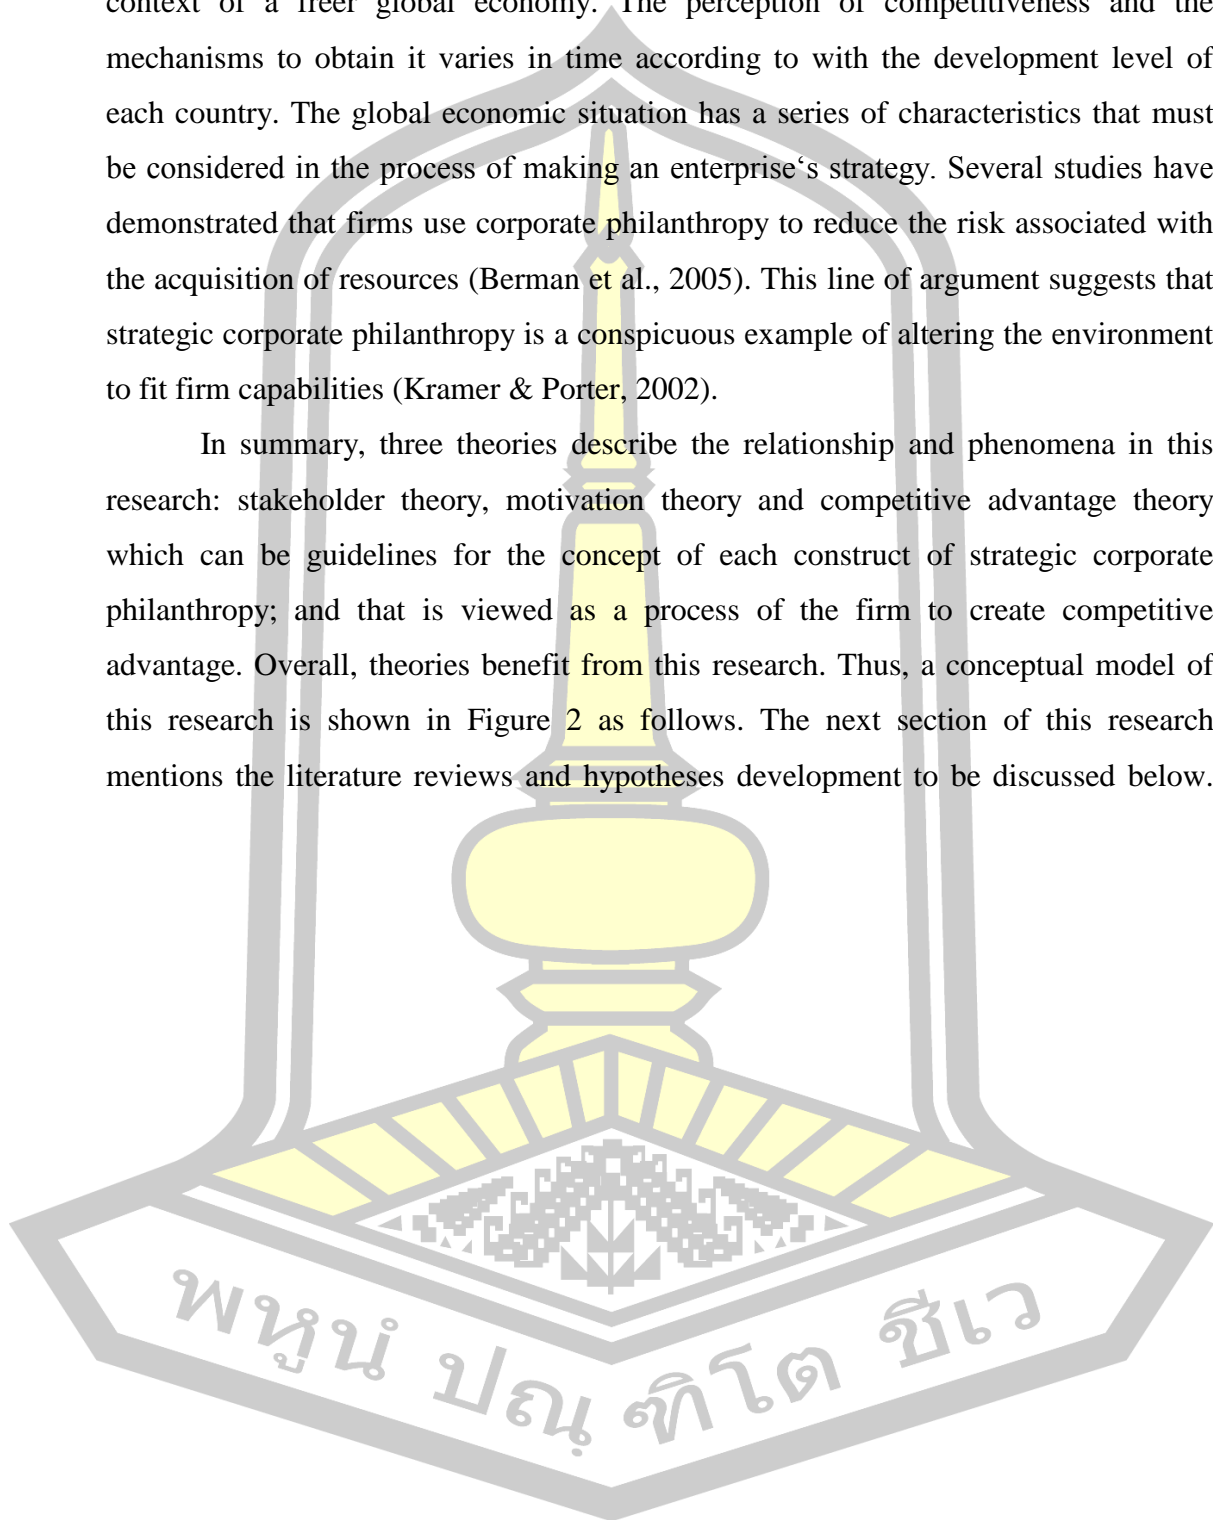 context of a freer global economy. The perception of competitiveness and the
mechanisms to obtain it varies in time according to with the development level of
each country. The global economic situation has a series of characteristics that must
be considered in the process of making an enterprise‘s strategy. Several studies have
demonstrated that firms use corporate philanthropy to reduce the risk associated with
the acquisition of resources (Berman et al., 2005). This line of argument suggests that
strategic corporate philanthropy is a conspicuous example of altering the environment
to fit firm capabilities (Kramer & Porter, 2002).
In summary, three theories describe the relationship and phenomena in this
research: stakeholder theory, motivation theory and competitive advantage theory
which can be guidelines for the concept of each construct of strategic corporate
philanthropy; and that is viewed as a process of the firm to create competitive
advantage. Overall, theories benefit from this research. Thus, a conceptual model of
this research is shown in Figure 2 as follows. The next section of this research
mentions the literature reviews and hypotheses development to be discussed below.
พหูนํ ปณฺฑิโต ชีเว